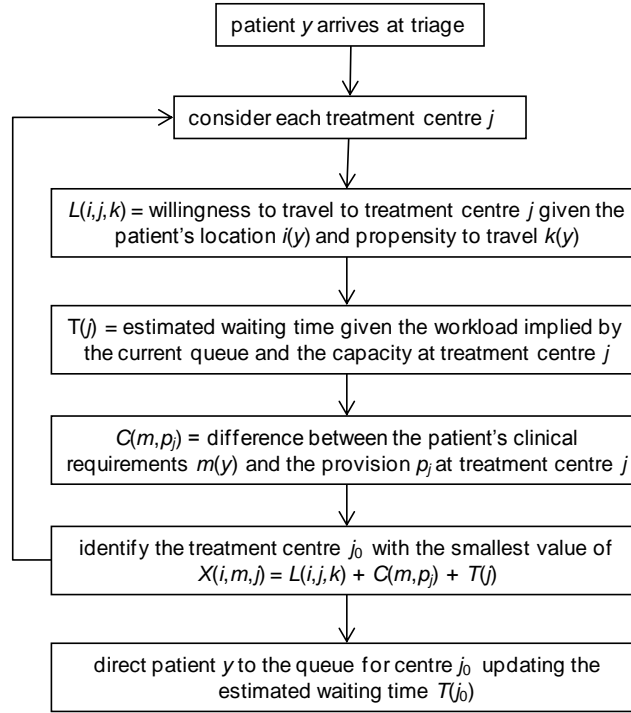 patient y arrives at triage
consider each treatment centre j
L(i,j,k) = willingness to travel to treatment centre j given the
patient's location i(y) and propensity to travel k(y)
T(j) = estimated waiting time given the workload implied by
the current queue and the capacity at treatment centre j
C(m,pⱼ) = difference between the patient's clinical
requirements m(y) and the provision pⱼ at treatment centre j
identify the treatment centre j₀ with the smallest value of
X(i,m,j) = L(i,j,k) + C(m,pⱼ) + T(j)
direct patient y to the queue for centre j₀ updating the
estimated waiting time T(j₀)